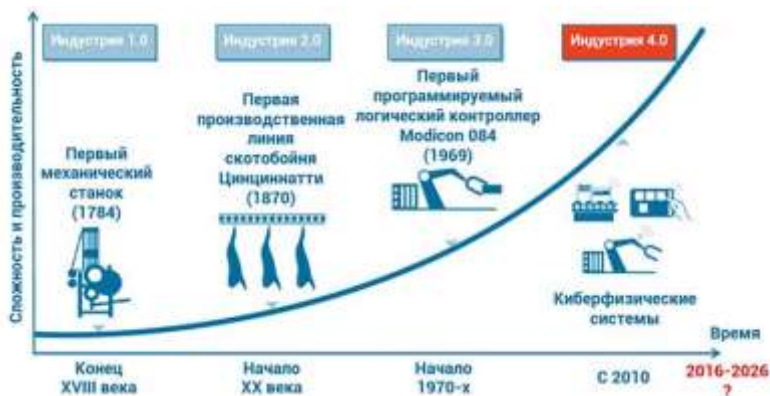 Индустрия 1.0
Индустрия 2.0
Индустрия 3.0
Индустрия 4.0
Сложность и производительность
Первый
механический
станок
(1784)
Первая
производственная
линия
скотобойня
Цинциннатти
(1870)
Первый
программируемый
логический контроллер
Modicon 084
(1969)
Киберфизические
системы
Время
Конец
XVIII века
Начало
XX века
Начало
1970-х
С 2010
2016-2026
?